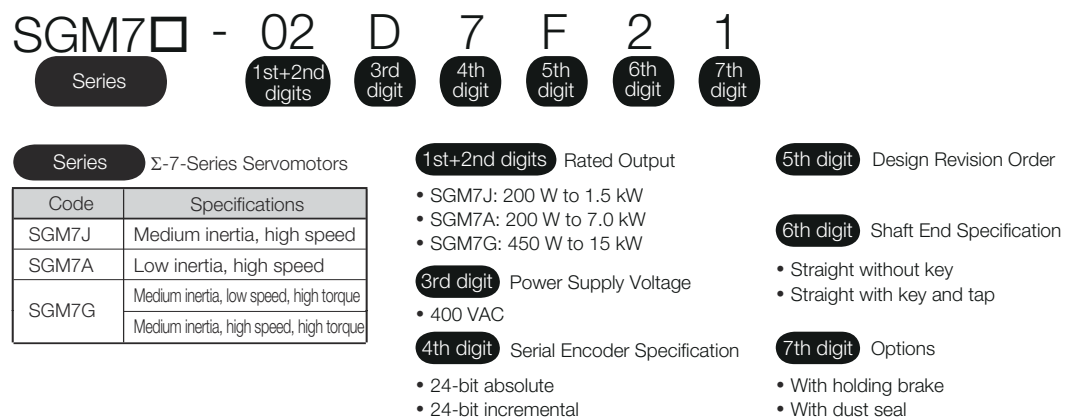 SGM7□ - 02 D 7 F 2 1
Series 1st+2nd digits 3rd digit 4th digit 5th digit 6th digit 7th digit
Series Σ-7-Series Servomotors
Code Specifications
SGM7J Medium inertia, high speed
SGM7A Low inertia, high speed
SGM7G Medium inertia, low speed, high torque
Medium inertia, high speed, high torque
1st+2nd digits Rated Output
• SGM7J: 200 W to 1.5 kW
• SGM7A: 200 W to 7.0 kW
• SGM7G: 450 W to 15 kW
3rd digit Power Supply Voltage
• 400 VAC
4th digit Serial Encoder Specification
• 24-bit absolute
• 24-bit incremental
5th digit Design Revision Order
6th digit Shaft End Specification
• Straight without key
• Straight with key and tap
7th digit Options
• With holding brake
• With dust seal